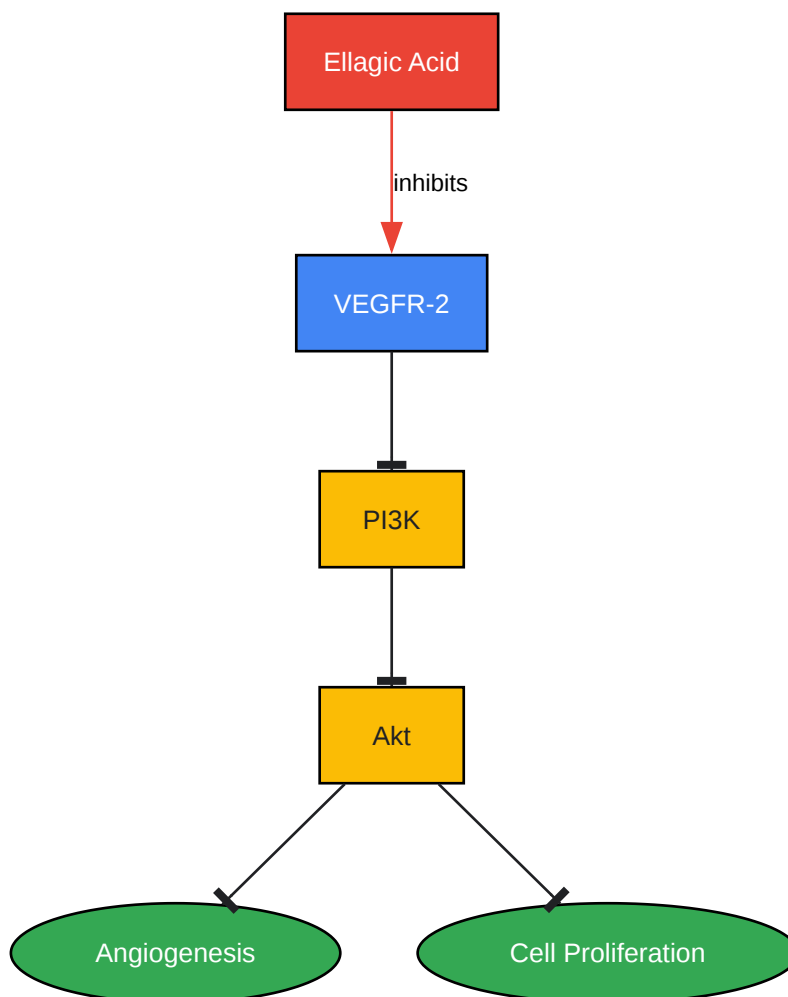 Ellagic Acid
inhibits
VEGFR-2
PI3K
Akt
Angiogenesis
Cell Proliferation